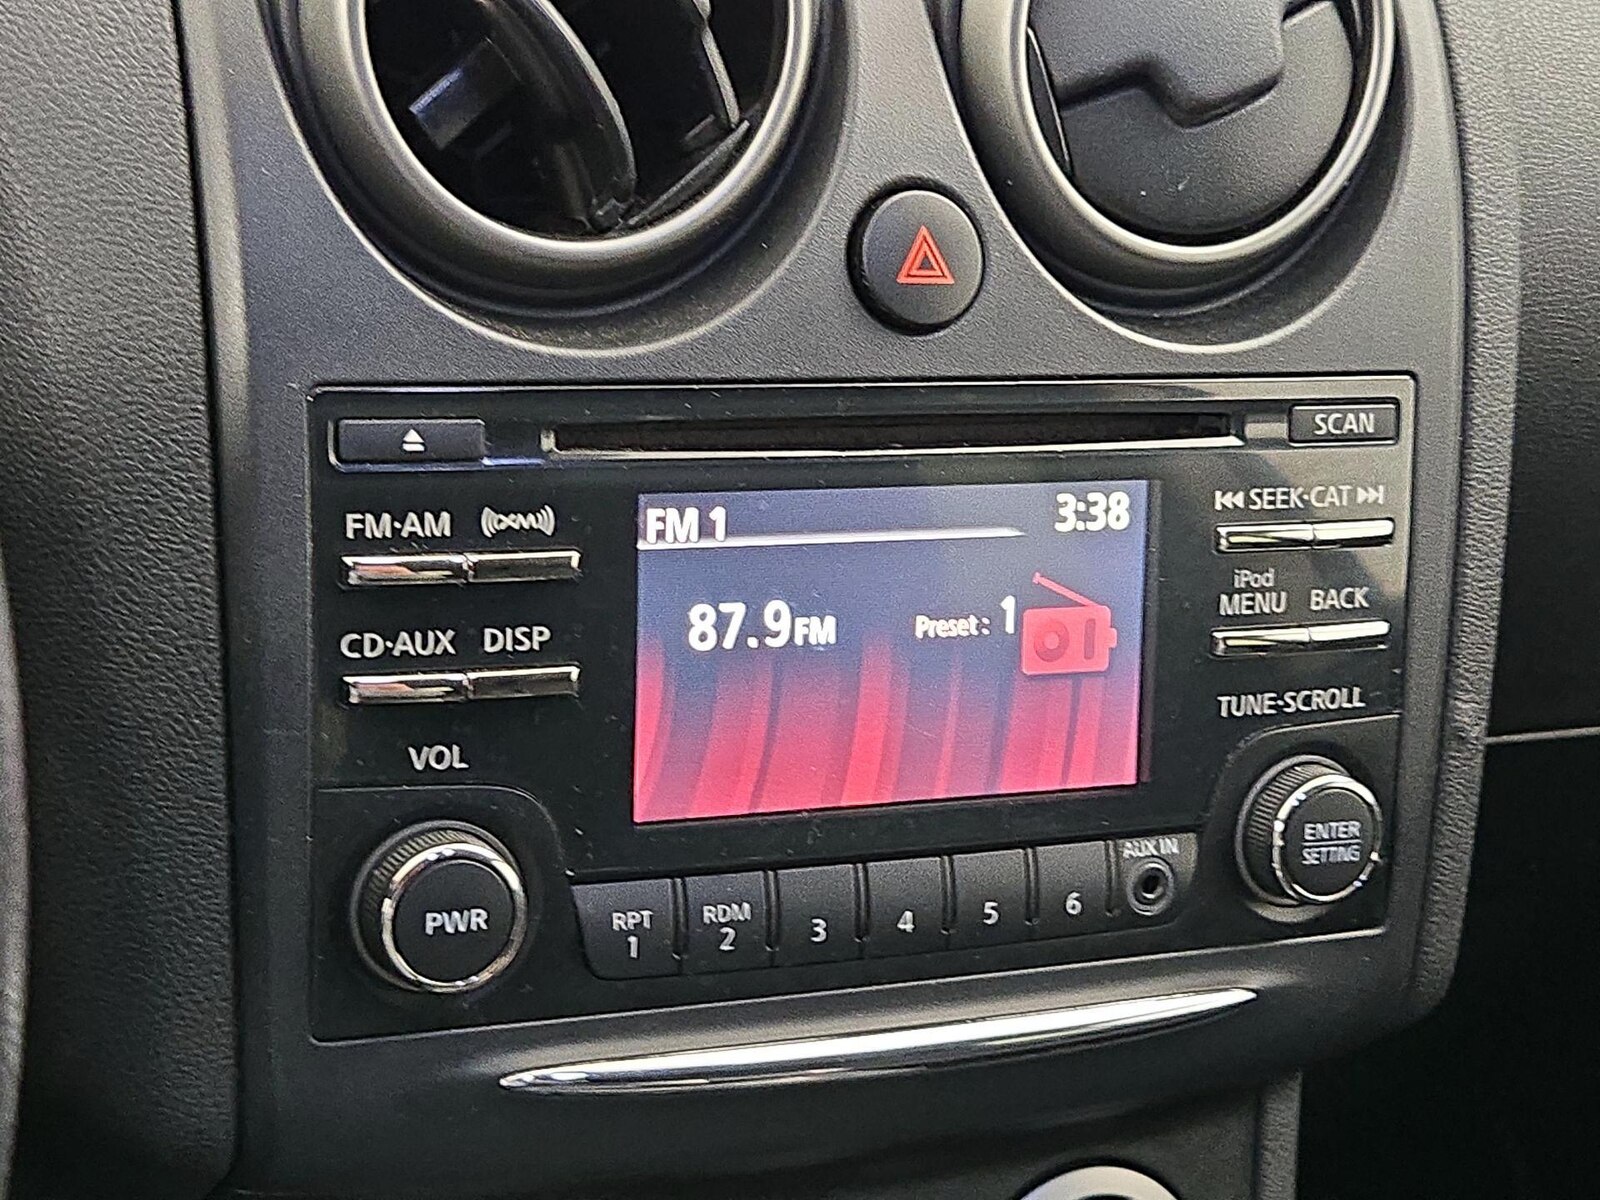 SCAN
FM·AM
((XM))
SEEK·CAT
FM 1
3:38
iPod
MENU
BACK
CD·AUX
DISP
87.9FM
Preset: 1
TUNE·SCROLL
VOL
PWR
ENTER
SETTING
AUX IN
RPT
1
RDM
2
3
4
5
6